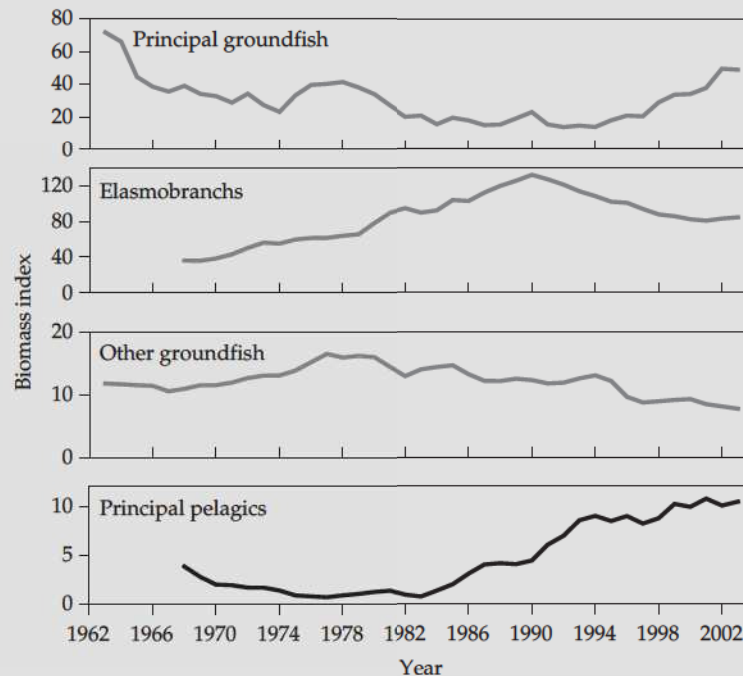 80
Principal groundfish
60
40
20
0
Elasmobranchs
120
80
40
0
Biomass index
20
Other groundfish
10
0
Principal pelagics
10
5
0
1962 1966 1970 1974 1978 1982 1986 1990 1994 1998 2002
Year